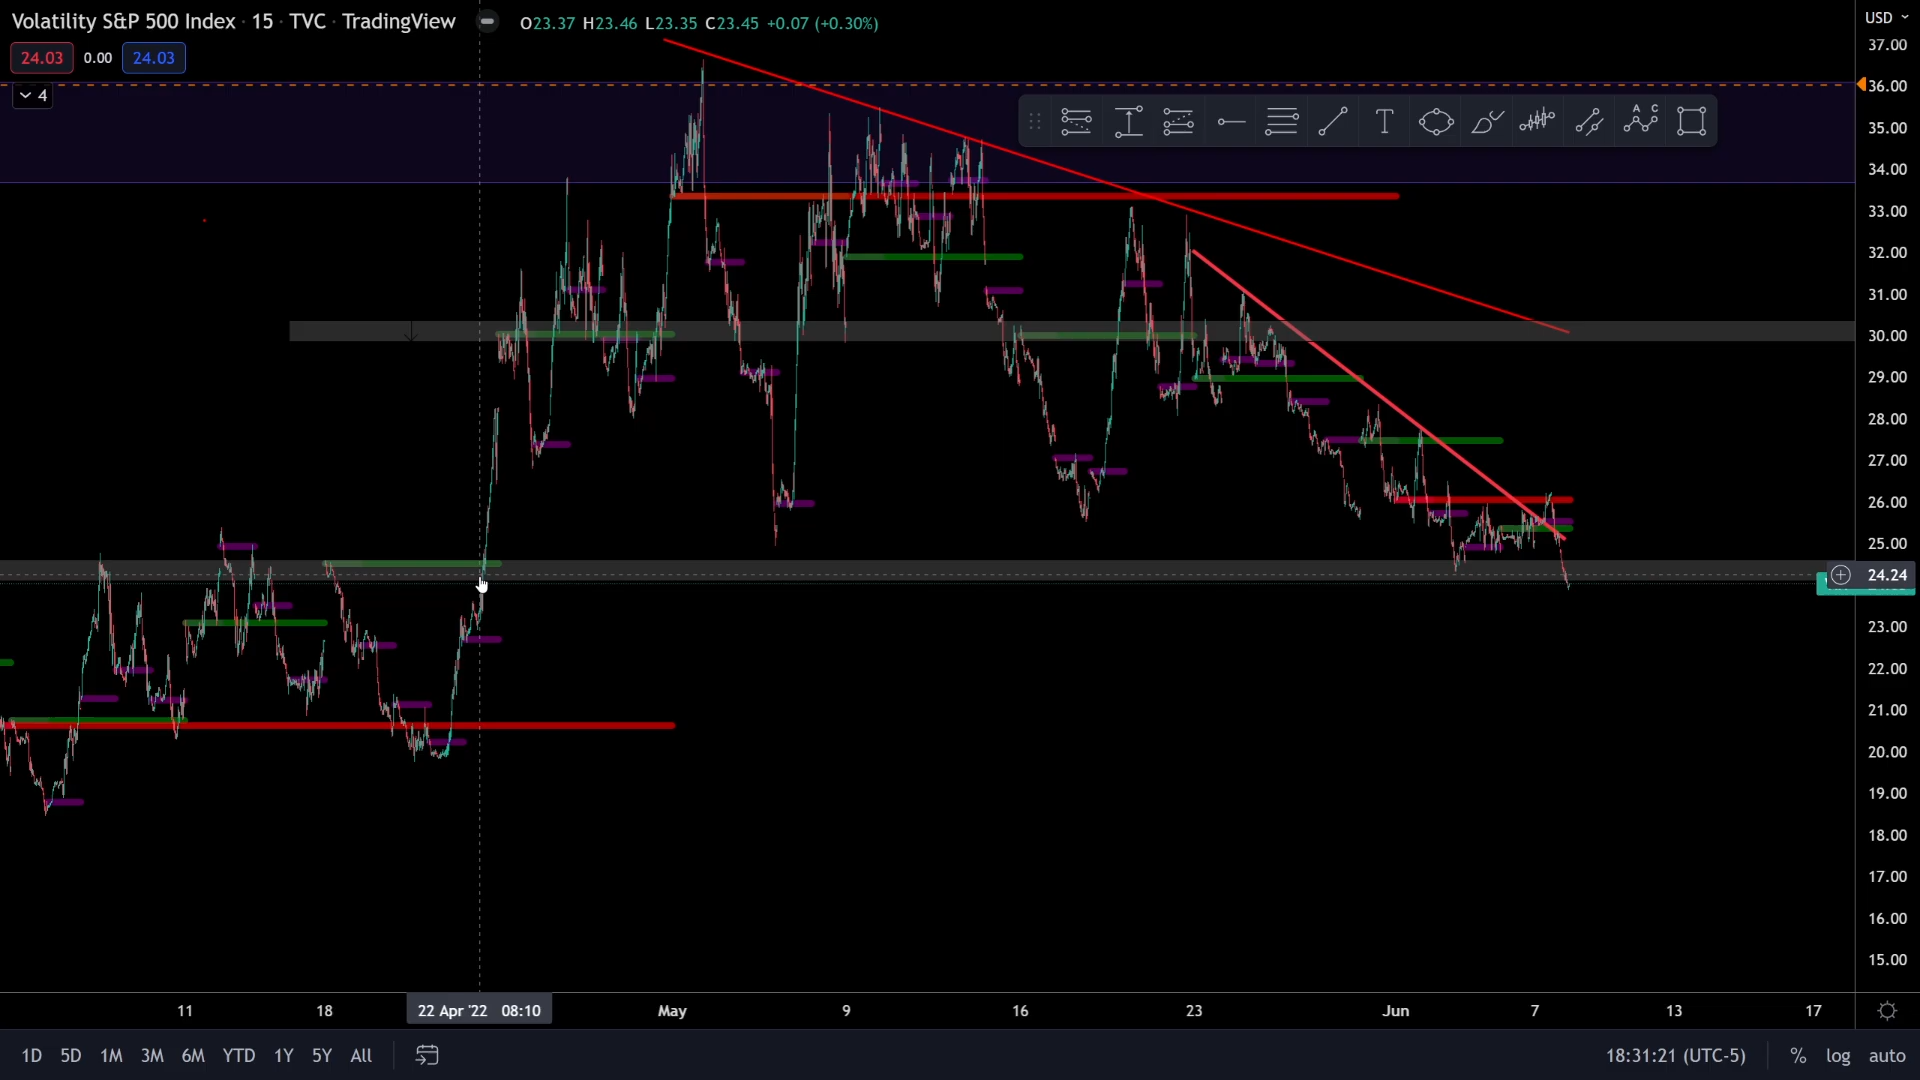 Volatility S&P 500 Index · 15 · TVC · TradingView
O23.37 H23.46 L23.35 C23.45 +0.07 (+0.30%)
USD
24.03 0.00 24.03
4
37.00
36.00
35.00
34.00
33.00
32.00
31.00
30.00
29.00
28.00
27.00
26.00
25.00
24.24
23.00
22.00
21.00
20.00
19.00
18.00
17.00
16.00
15.00
T
A C
11 18 22 Apr '22 08:10 May 9 16 23 Jun 7 13 17
1D 5D 1M 3M 6M YTD 1Y 5Y All
18:31:21 (UTC-5) % log auto